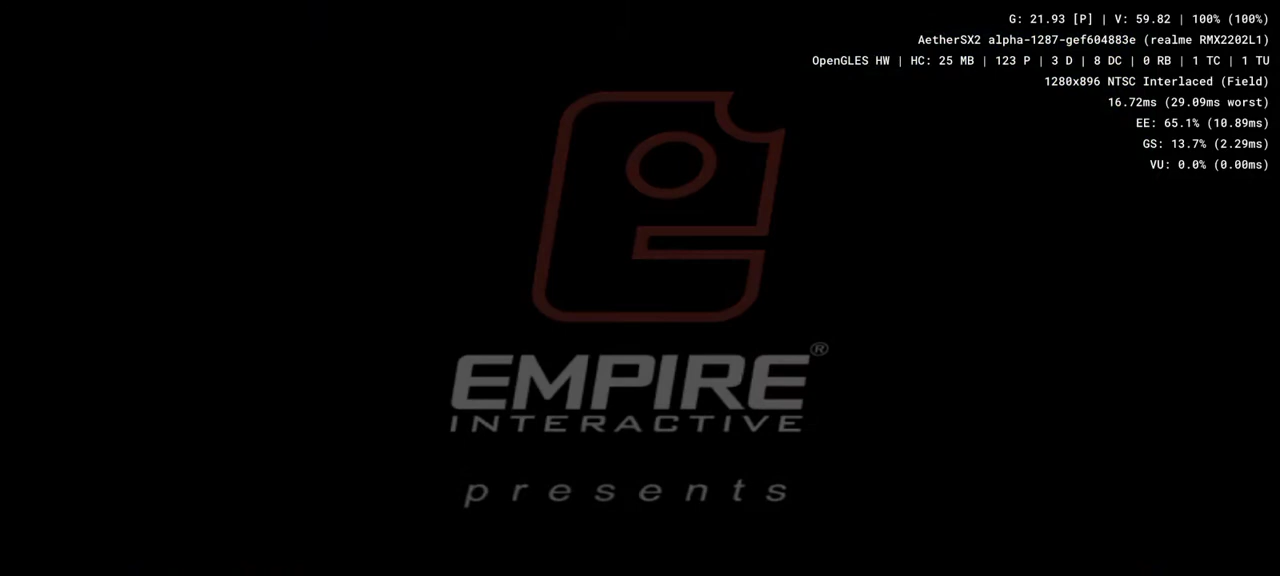 G: 21.93 [P] | V: 59.82 | 100% (100%)
AetherSX2 alpha-1287-gef604883e (realme RMX2202L1)
OpenGLES HW | HC: 25 MB | 123 P | 3 D | 8 DC | 0 RB | 1 TC | 1 TU
1280x896 NTSC Interlaced (Field)
16.72ms (29.09ms worst)
EE: 65.1% (10.89ms)
GS: 13.7% (2.29ms)
VU: 0.0% (0.00ms)
EMPIRE®
INTERACTIVE
presents